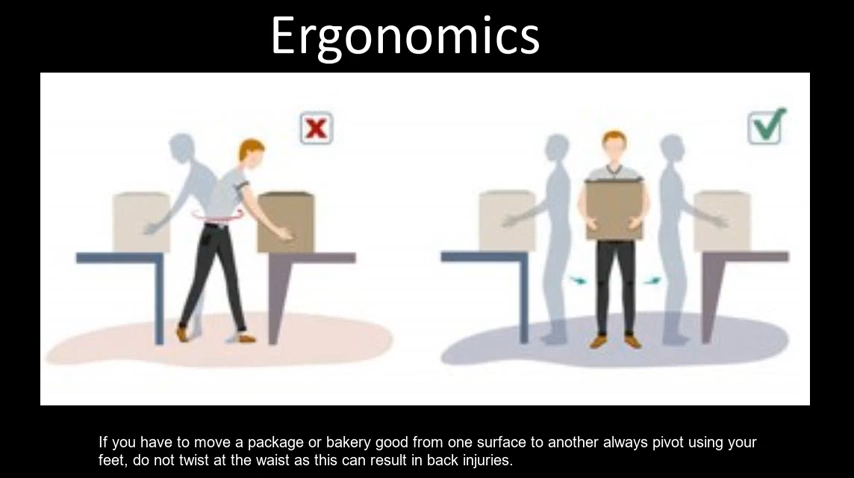 Ergonomics
If you have to move a package or bakery good from one surface to another always pivot using your
feet, do not twist at the waist as this can result in back injuries.